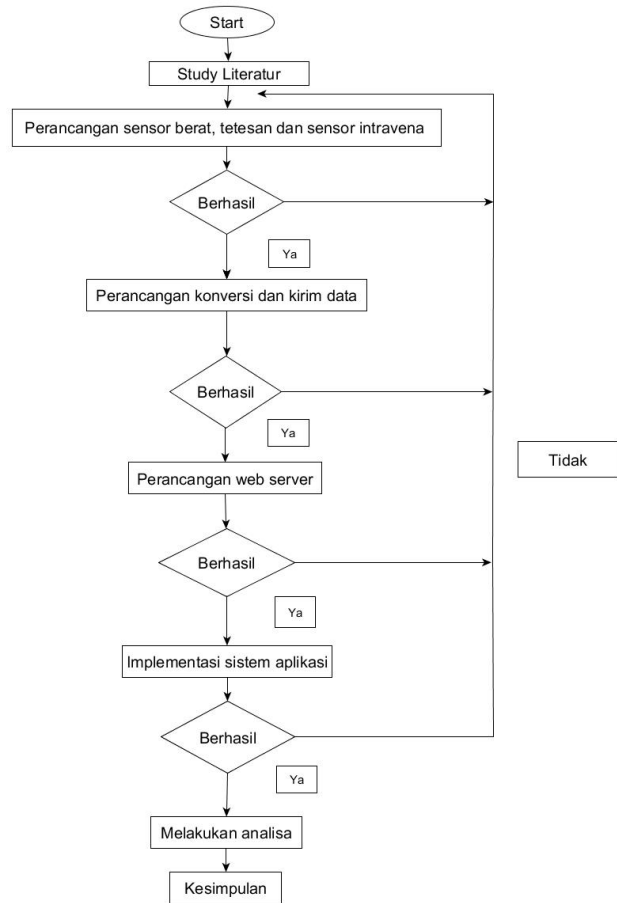 Start
Study Literatur
Perancangan sensor berat, tetesan dan sensor intravena
Berhasil
Ya
Perancangan konversi dan kirim data
Berhasil
Ya
Tidak
Perancangan web server
Berhasil
Ya
Implementasi sistem aplikasi
Berhasil
Ya
Melakukan analisa
Kesimpulan